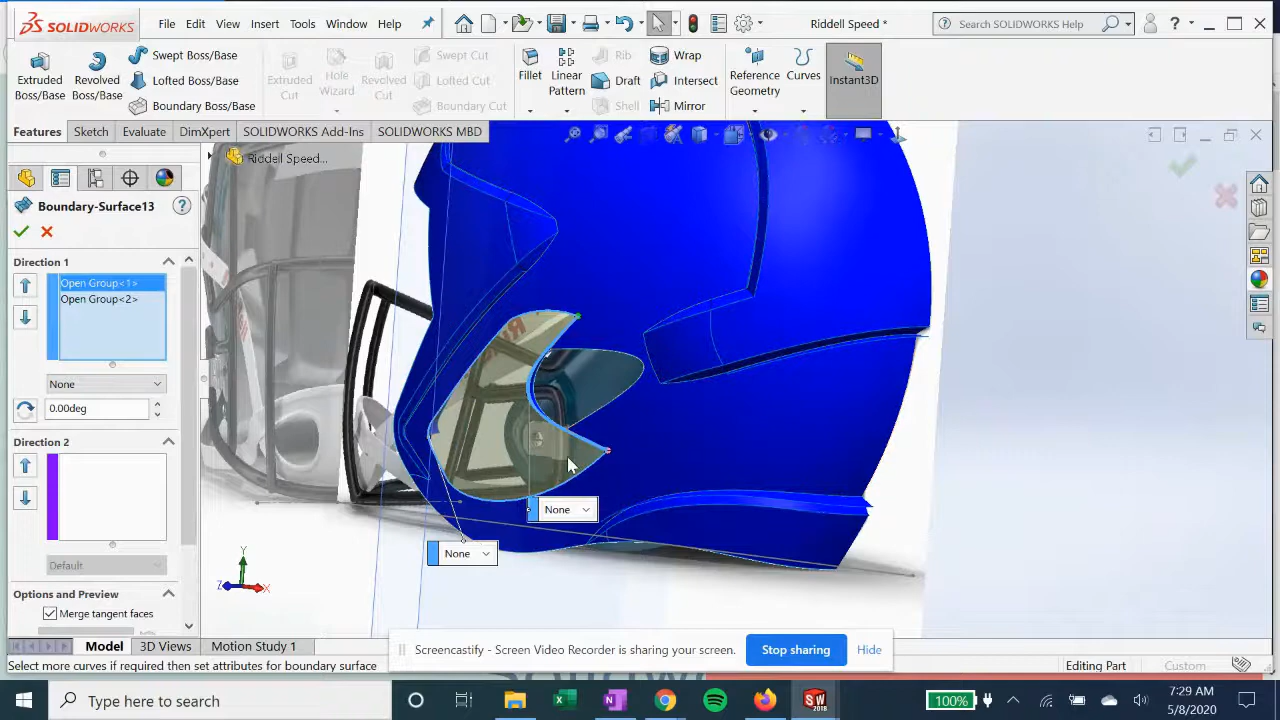 SOLIDWORKS File Edit View Insert Tools Window Help Riddell Speed * Search SOLIDWORKS Help ?
Extruded Boss/Base Revolved Boss/Base Swept Boss/Base Lofted Boss/Base Boundary Boss/Base Extruded Cut Hole Wizard Revolved Cut Swept Cut Lofted Cut Boundary Cut Fillet Linear Pattern Rib Draft Shell Wrap Intersect Mirror Reference Geometry Curves Instant3D
Features Sketch Evaluate DimXpert SOLIDWORKS Add-Ins SOLIDWORKS MBD
Riddell Speed...
Boundary-Surface13 ?
Direction 1
Open Group<1>
Open Group<2>
None
0.00deg
Direction 2
None
None
Default
Options and Preview
Merge tangent faces
Y
Z X
Model 3D Views Motion Study 1
Screencastify - Screen Video Recorder is sharing your screen. Stop sharing Hide
Select more curves if required then set attributes for boundary surface Editing Part Custom
Type here to search 100% 7:29 AM
5/8/2020
SW
2018